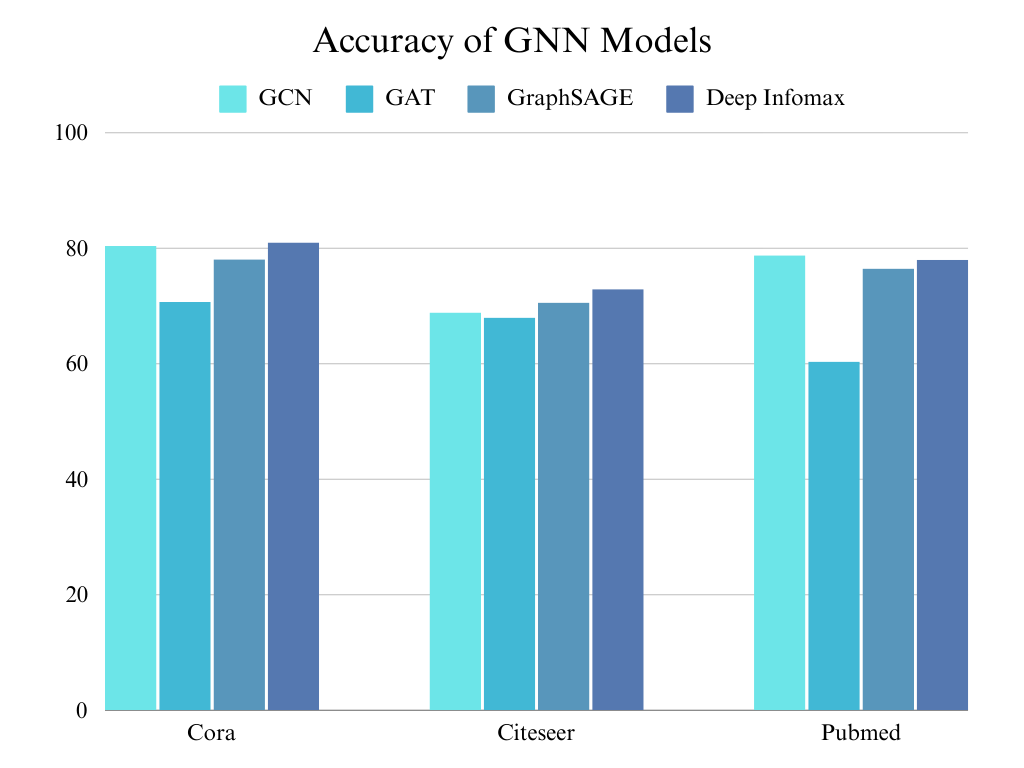 Accuracy of GNN Models
GCN GAT GraphSAGE Deep Infomax
100
80
60
40
20
0
Cora Citeseer Pubmed